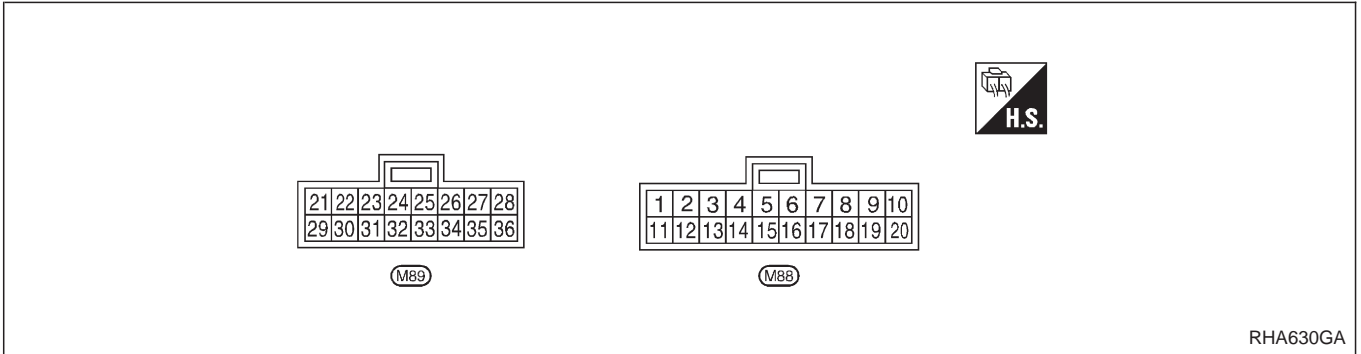 H.S.
21 22 23 24 25 26 27 28
29 30 31 32 33 34 35 36
M89
1 2 3 4 5 6 7 8 9 10
11 12 13 14 15 16 17 18 19 20
M88
RHA630GA